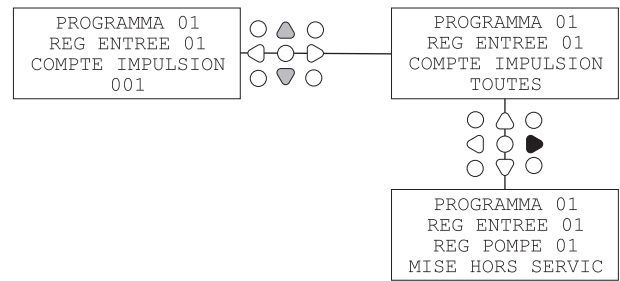 PROGRAMMA 01
REG ENTREE 01
COMPTE IMPULSION
001
PROGRAMMA 01
REG ENTREE 01
COMPTE IMPULSION
TOUTES
PROGRAMMA 01
REG ENTREE 01
REG POMPE 01
MISE HORS SERVIC